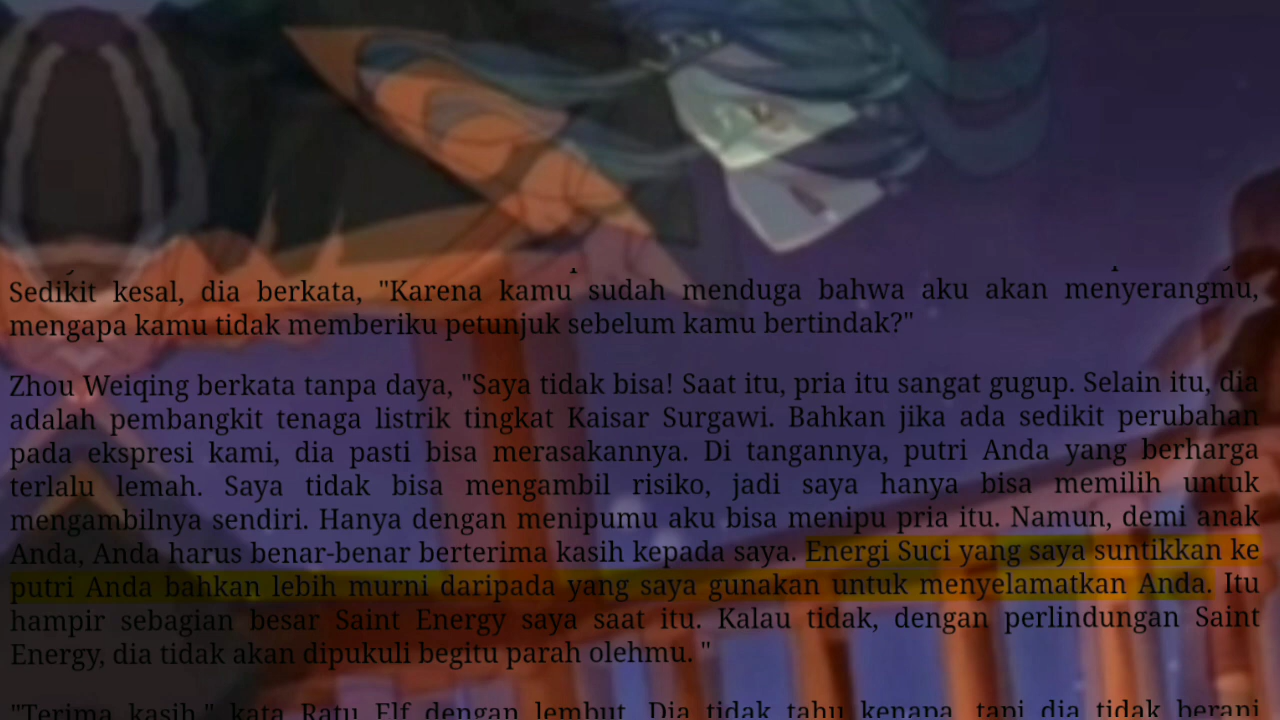 Sedikit kesal, dia berkata, "Karena kamu sudah menduga bahwa aku akan menyerangmu,
mengapa kamu tidak memberiku petunjuk sebelum kamu bertindak?"
Zhou Weiqing berkata tanpa daya, "Saya tidak bisa! Saat itu, pria itu sangat gugup. Selain itu, dia
adalah pembangkit tenaga listrik tingkat Kaisar Surgawi. Bahkan jika ada sedikit perubahan
pada ekspresi kami, dia pasti bisa merasakannya. Di tangannya, putri Anda yang berharga
terlalu lemah. Saya tidak bisa mengambil risiko, jadi saya hanya bisa memilih untuk
mengambilnya sendiri. Hanya dengan menipumu aku bisa menipu pria itu. Namun, demi anak
Anda, Anda harus benar-benar berterima kasih kepada saya. Energi Suci yang saya suntikkan ke
putri Anda bahkan lebih murni daripada yang saya gunakan untuk menyelamatkan Anda. Itu
hampir sebagian besar Saint Energy saya saat itu. Kalau tidak, dengan perlindungan Saint
Energy, dia tidak akan dipukuli begitu parah olehmu. "
"Terima kasih," kata Ratu Elf dengan lembut. Dia tidak tahu kenapa, tapi dia tidak berani